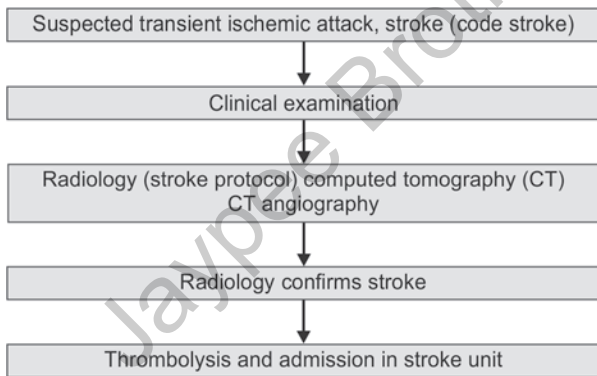 Suspected transient ischemic attack, stroke (code stroke)
Clinical examination
Radiology (stroke protocol) computed tomography (CT)
CT angiography
Radiology confirms stroke
Thrombolysis and admission in stroke unit
Jaypee